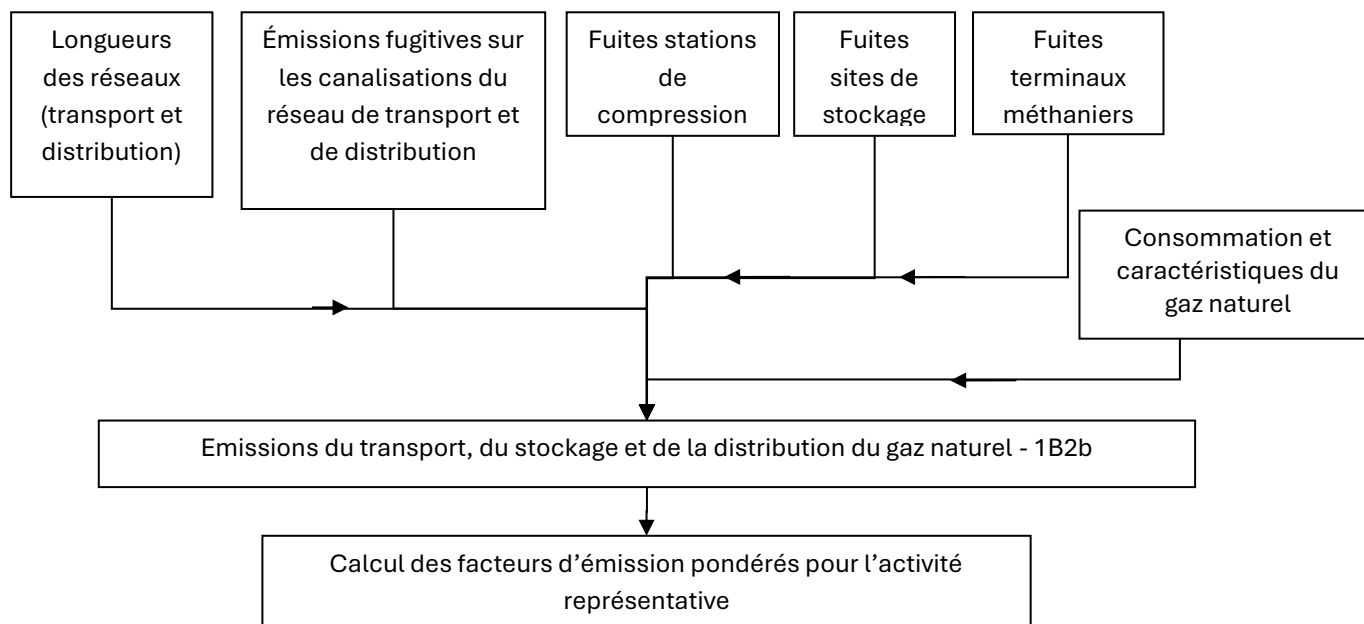 Longueurs
des réseaux
(transport et
distribution)
Émissions fugitives sur
les canalisations du
réseau de transport et
de distribution
Fuites stations
de
compression
Fuites
sites de
stockage
Fuites
terminaux
méthaniers
Consommation et
caractéristiques du
gaz naturel
Emissions du transport, du stockage et de la distribution du gaz naturel - 1B2b
Calcul des facteurs d’émission pondérés pour l’activité
représentative